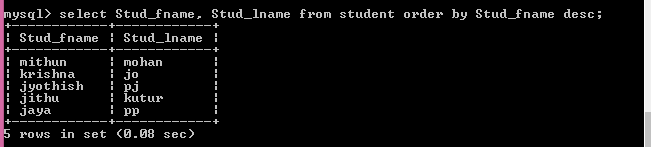 mysql> select Stud_fname, Stud_lname from student order by Stud_fname desc;
+------------+------------+
| Stud_fname | Stud_lname |
+------------+------------+
| mithun | mohan |
| krishna | jo |
| jyothish | pj |
| jithu | kutur |
| jaya | pp |
+------------+------------+
5 rows in set (0.08 sec)